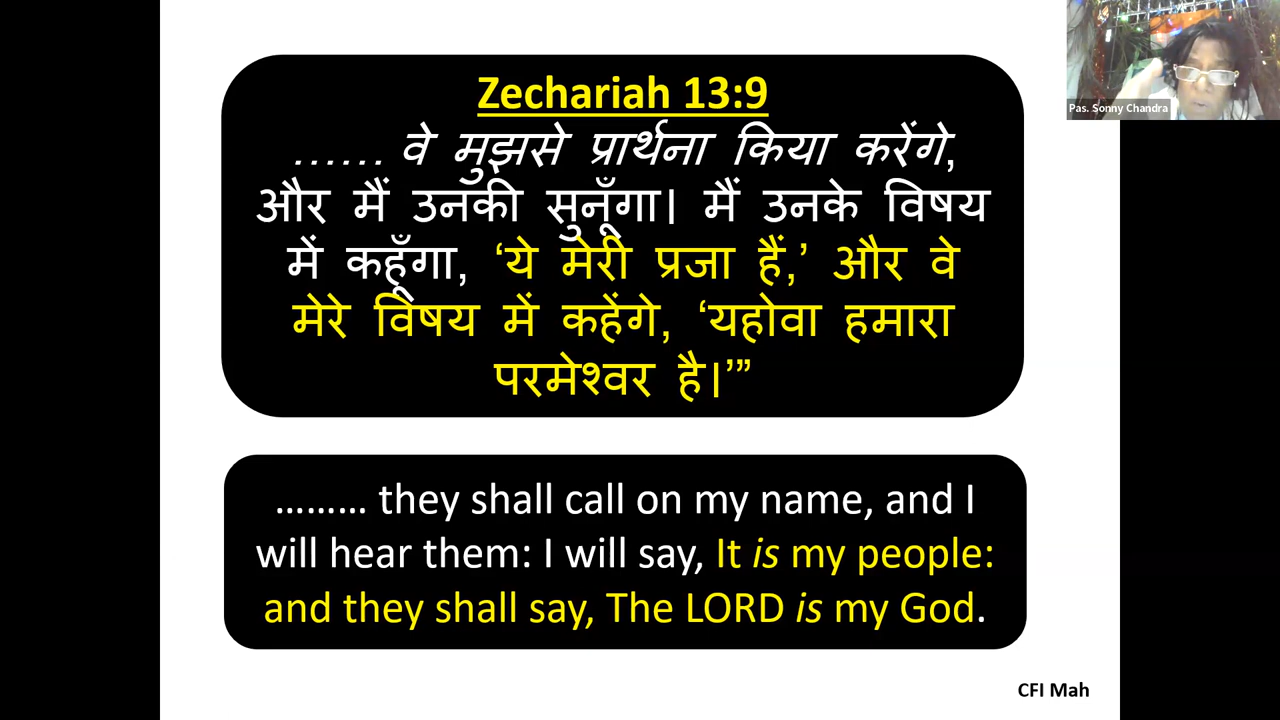 Zechariah 13:9
...... वे मुझसे प्रार्थना किया करेंगे,
और मैं उनकी सुनूँगा। मैं उनके विषय
में कहूँगा, ‘ये मेरी प्रजा हैं,’ और वे
मेरे विषय में कहेंगे, ‘यहोवा हमारा
परमेश्वर है।’”
......... they shall call on my name, and I
will hear them: I will say, It is my people:
and they shall say, The LORD is my God.
CFI Mah
Pas. Sonny Chandra